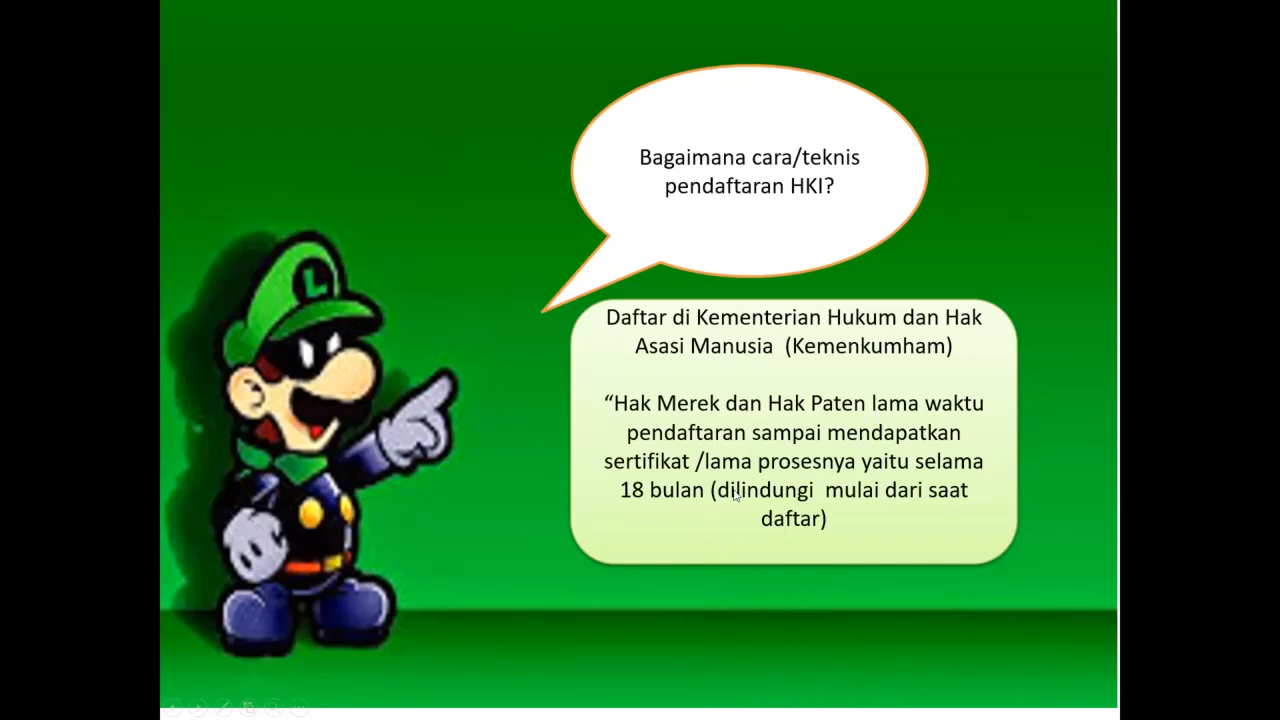 Bagaimana cara/teknis
pendaftaran HKI?
L
Daftar di Kementerian Hukum dan Hak
Asasi Manusia (Kemenkumham)
“Hak Merek dan Hak Paten lama waktu
pendaftaran sampai mendapatkan
sertifikat /lama prosesnya yaitu selama
18 bulan (dilindungi mulai dari saat
daftar)